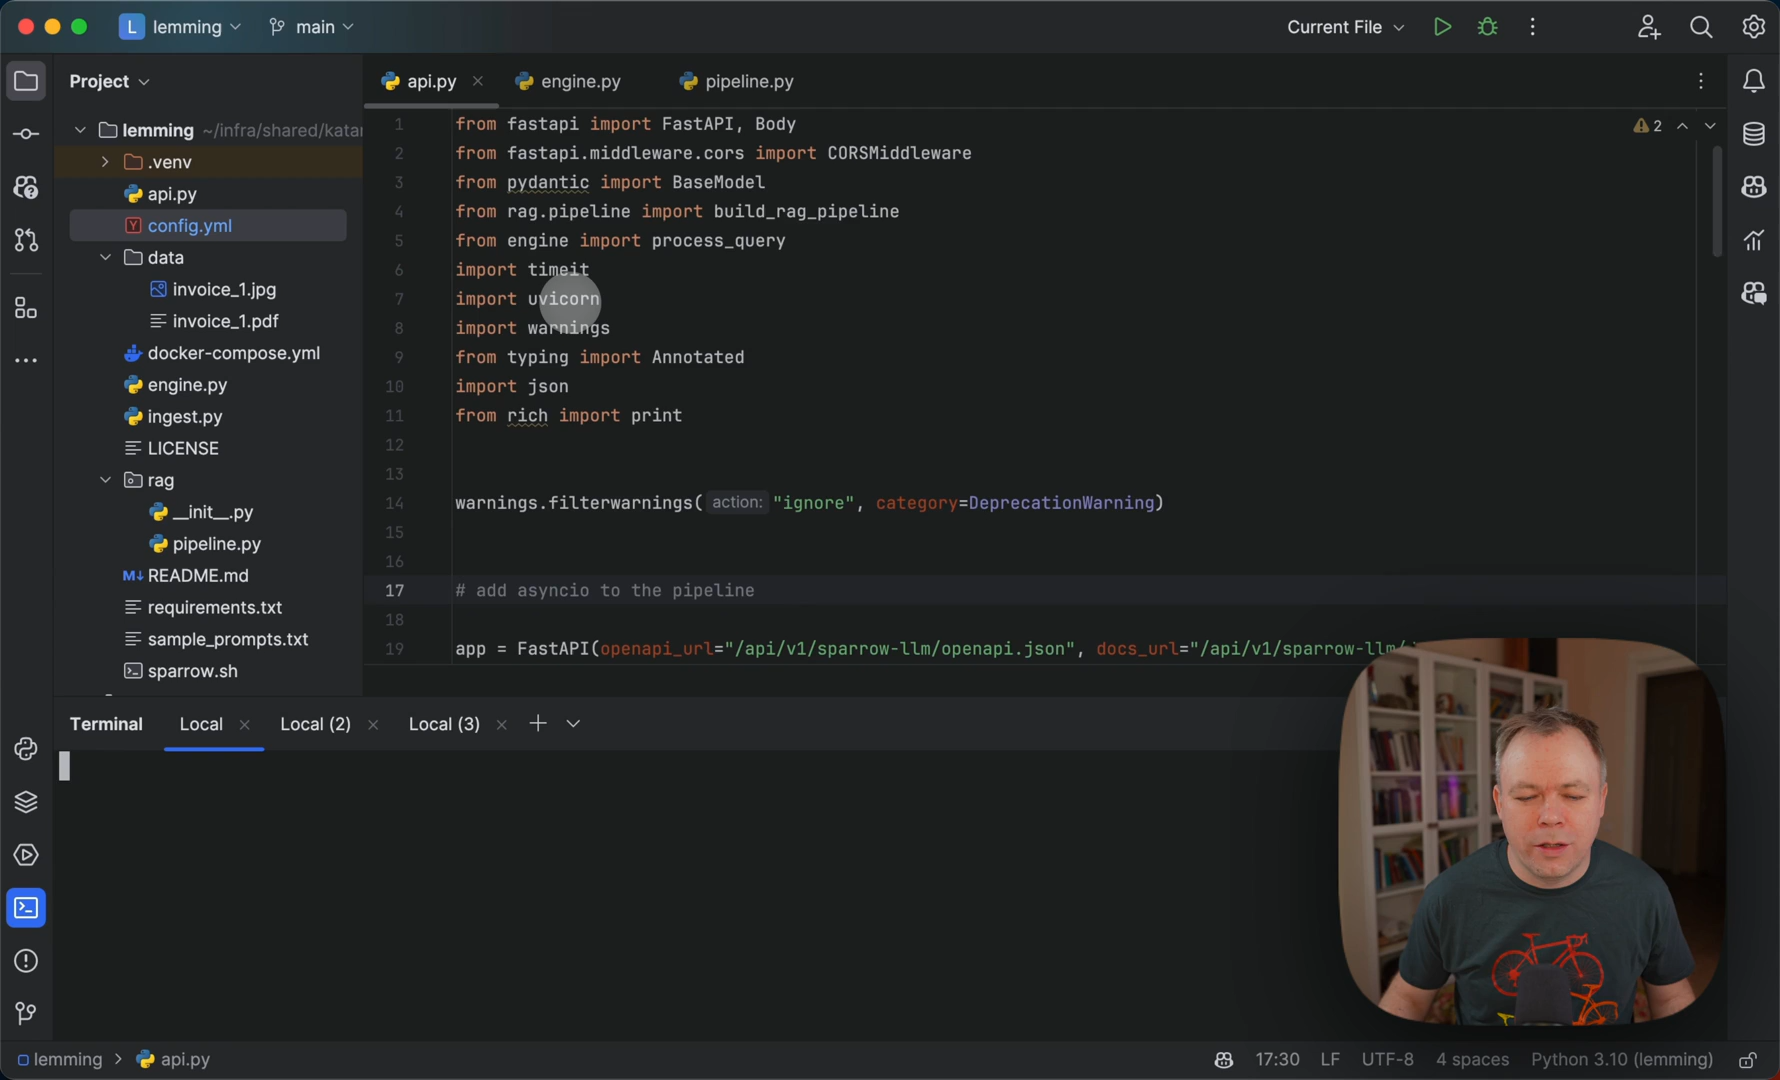 L lemming main Current File
Project
api.py engine.py pipeline.py
lemming ~/infra/shared/katar
.venv
api.py
config.yml
data
invoice_1.jpg
invoice_1.pdf
docker-compose.yml
engine.py
ingest.py
LICENSE
rag
__init__.py
pipeline.py
README.md
requirements.txt
sample_prompts.txt
sparrow.sh
1 from fastapi import FastAPI, Body
2 from fastapi.middleware.cors import CORSMiddleware
3 from pydantic import BaseModel
4 from rag.pipeline import build_rag_pipeline
5 from engine import process_query
6 import timeit
7 import uvicorn
8 import warnings
9 from typing import Annotated
10 import json
11 from rich import print
12
13
14 warnings.filterwarnings( action: "ignore", category=DeprecationWarning)
15
16
17 # add asyncio to the pipeline
18
19 app = FastAPI(openapi_url="/api/v1/sparrow-llm/openapi.json", docs_url="/api/v1/sparrow-llm/
2
Terminal Local Local (2) Local (3)
lemming > api.py 17:30 LF UTF-8 4 spaces Python 3.10 (lemming)